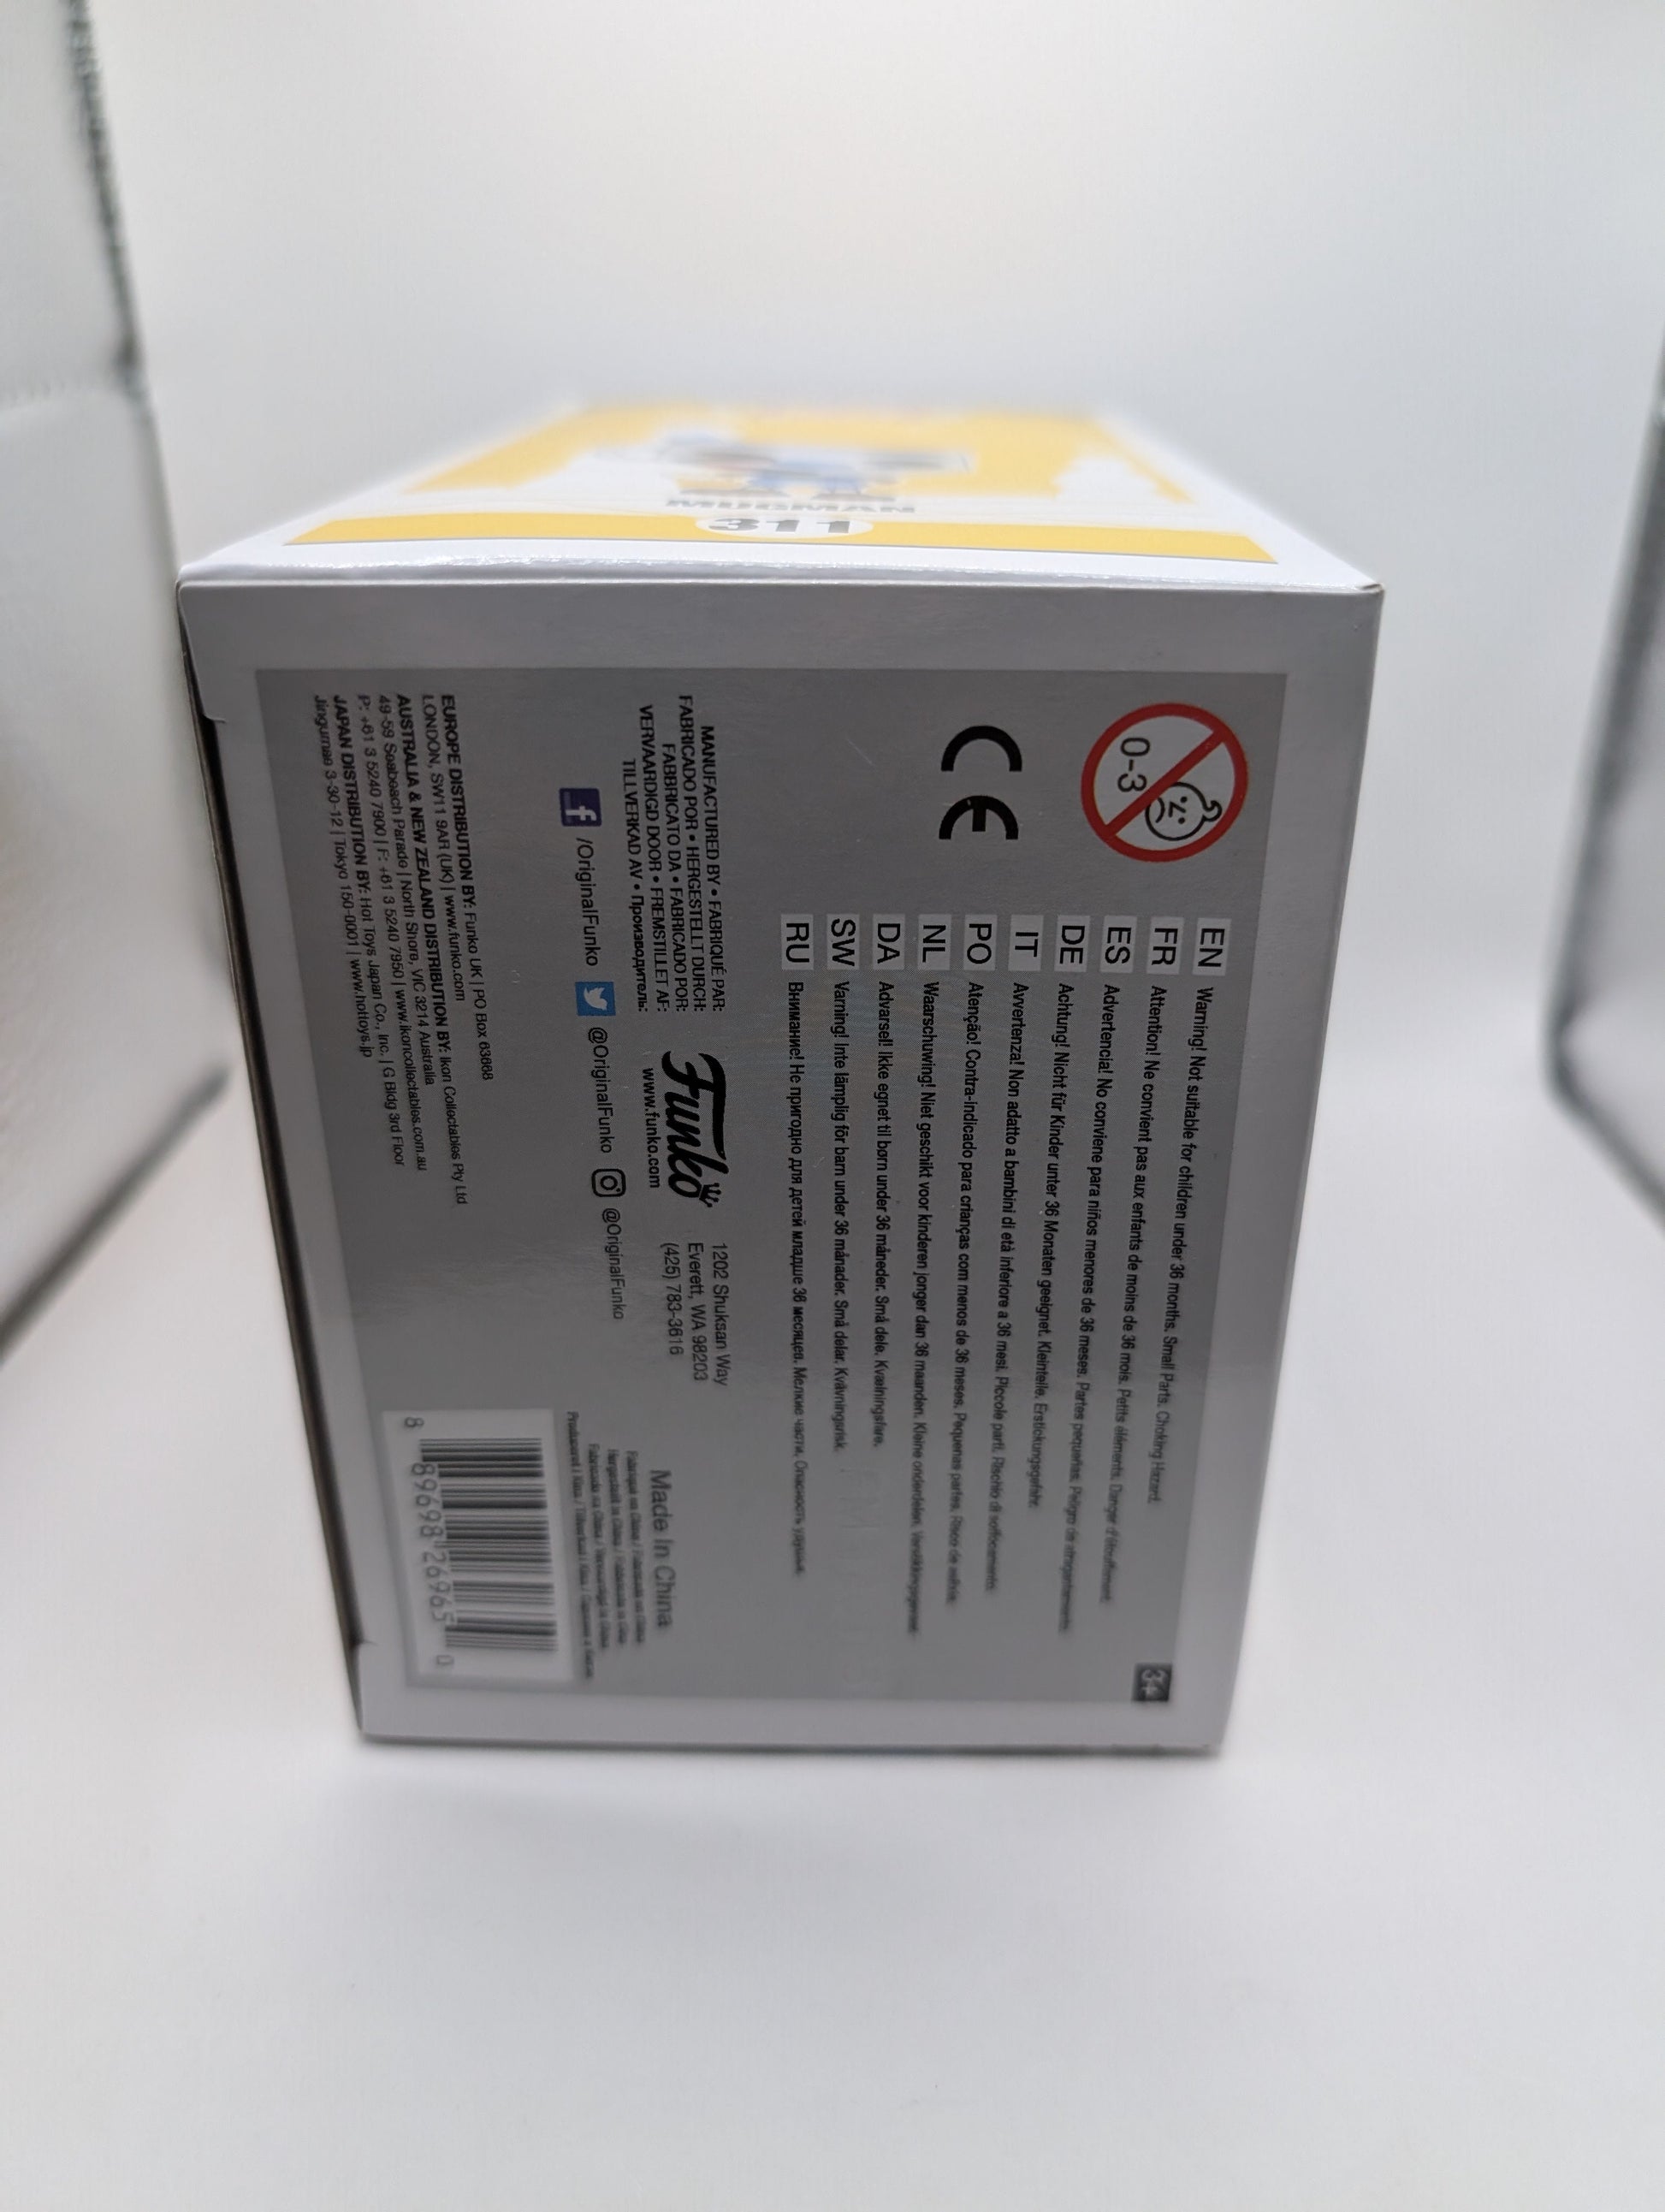 MUGMAN
311
0-3
CE
EN Warning! Not suitable for children under 36 months. Small Parts. Choking Hazard.
FR Attention! Ne convient pas aux enfants de moins de 36 mois. Petits éléments. Danger d'étouffement.
ES Advertencia! No conviene para niños menores de 36 meses. Partes pequeñas. Peligro de
DE Achtung! Nicht für Kinder unter 36 Monaten geeignet. Kleinteile. Erstickungsgefahr.
IT Avvertenza! Non adatto a bambini di età inferiore a 36 mesi. Piccole parti. Rischio di soffocamento.
PO Atenção! Contra-indicado para crianças com menos de 36 meses. Pequenas partes. Risco de asfixia.
NL Waarschuwing! Niet geschikt voor kinderen jonger dan 36 maanden. Kleine onderdelen. Verstikkingsgevaar.
DA Advarsel! Ikke egnet til børn under 36 måneder. Små dele. Kvælningsfare.
SW Varning! Inte lämplig för barn under 36 månader. Små delar. Kvävningsrisk.
RU Внимание! Не пригодно для детей младше 36 месяцев. Мелкие части. Опасность удушья.
3+
MANUFACTURED BY • FABRIQUÉ PAR:
FABRICADO POR • HERGESTELLT DURCH:
FABBRICATO DA • FABRICADO POR:
VERVAARDIGD DOOR • FREMSTILLET AF:
TILLVERKAD AV • Производитель:
Funko
www.funko.com
1202 Shuksan Way
Everett, WA 98203
(425) 783-3616
f /OriginalFunko @OriginalFunko @OriginalFunko
Made In China
EUROPE DISTRIBUTION BY: Funko UK | PO Box 63668
LONDON, SW11 9AR (UK) | www.funko.com
AUSTRALIA & NEW ZEALAND DISTRIBUTION BY: Ikon Collectables Pty Ltd
49-59 Seabeach Parade | North Shore, VIC 3214 Australia
P: +61 3 5240 7900 | F: +61 3 5240 7950 | www.ikoncollectables.com.au
JAPAN DISTRIBUTION BY: Hot Toys Japan Co., Inc. | G Bldg 3rd Floor
Jingumae 3-30-12 | Tokyo 150-0001 | www.hottoys.jp
8 89698 26965 0